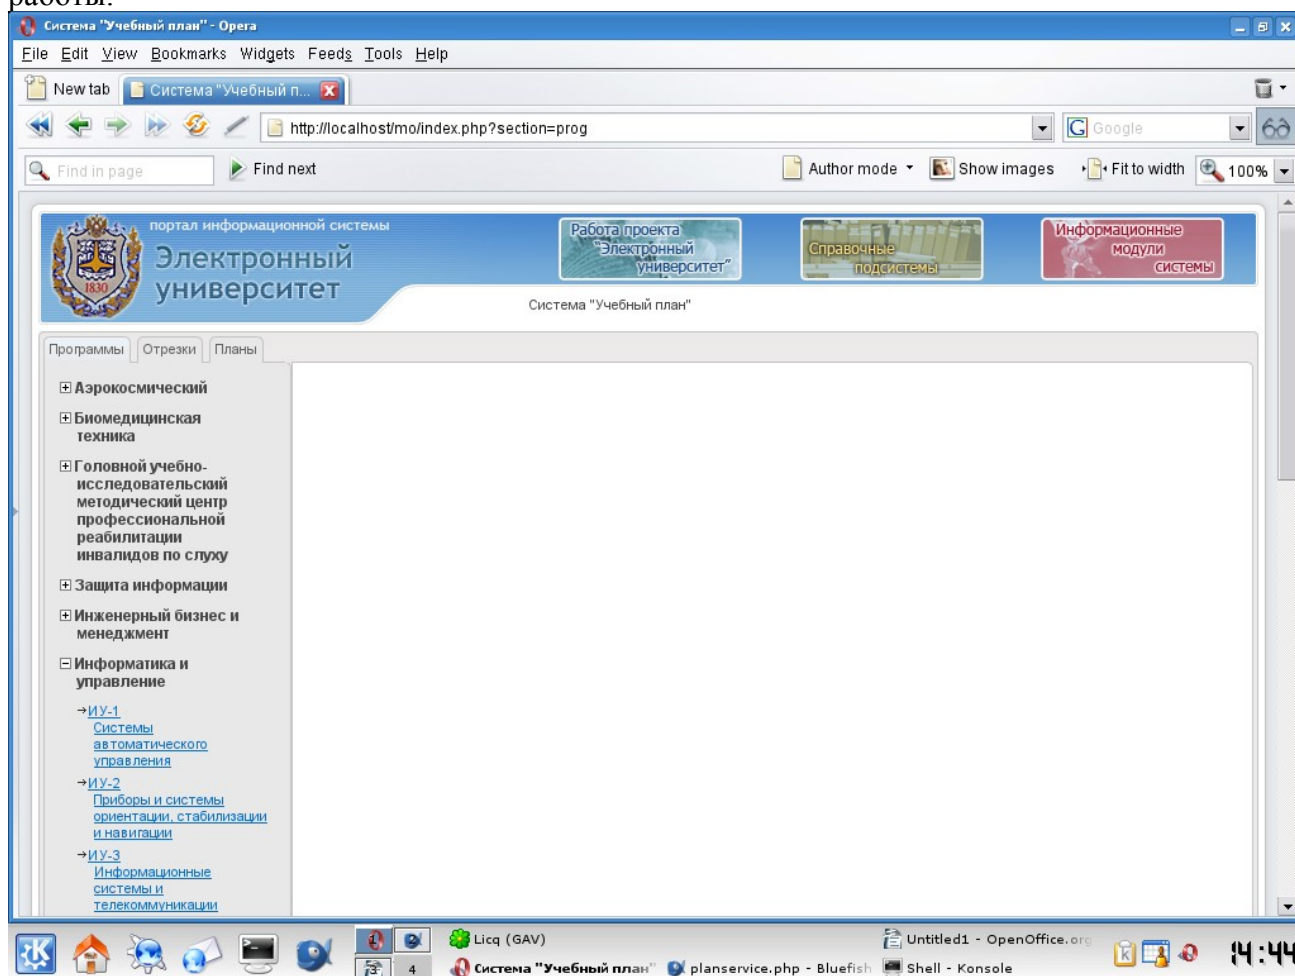 работы.
Система "Учебный план" - Opera
File Edit View Bookmarks Widgets Feeds Tools Help
New tab Система "Учебный п...
http://localhost/mo/index.php?section=prog Google
Find in page Find next Author mode Show images Fit to width 100%
портал информационной системы
Электронный
университет
1830
Работа проекта
"Электронный
университет"
Справочные
подсистемы
Информационные
модули
системы
Система "Учебный план"
Программы Отрезки Планы
Аэрокосмический
Биомедицинская
техника
Головной учебно-
исследовательский
методический центр
профессиональной
реабилитации
инвалидов по слуху
Защита информации
Инженерный бизнес и
менеджмент
Информатика и
управление
→ИУ-1
Системы
автоматического
управления
→ИУ-2
Приборы и системы
ориентации, стабилизации
и навигации
→ИУ-3
Информационные
системы и
телекоммуникации
Licq (GAV) Untitled1 - OpenOffice.org
4 Система "Учебный план" planservice.php - Bluefish Shell - Konsole
14:44